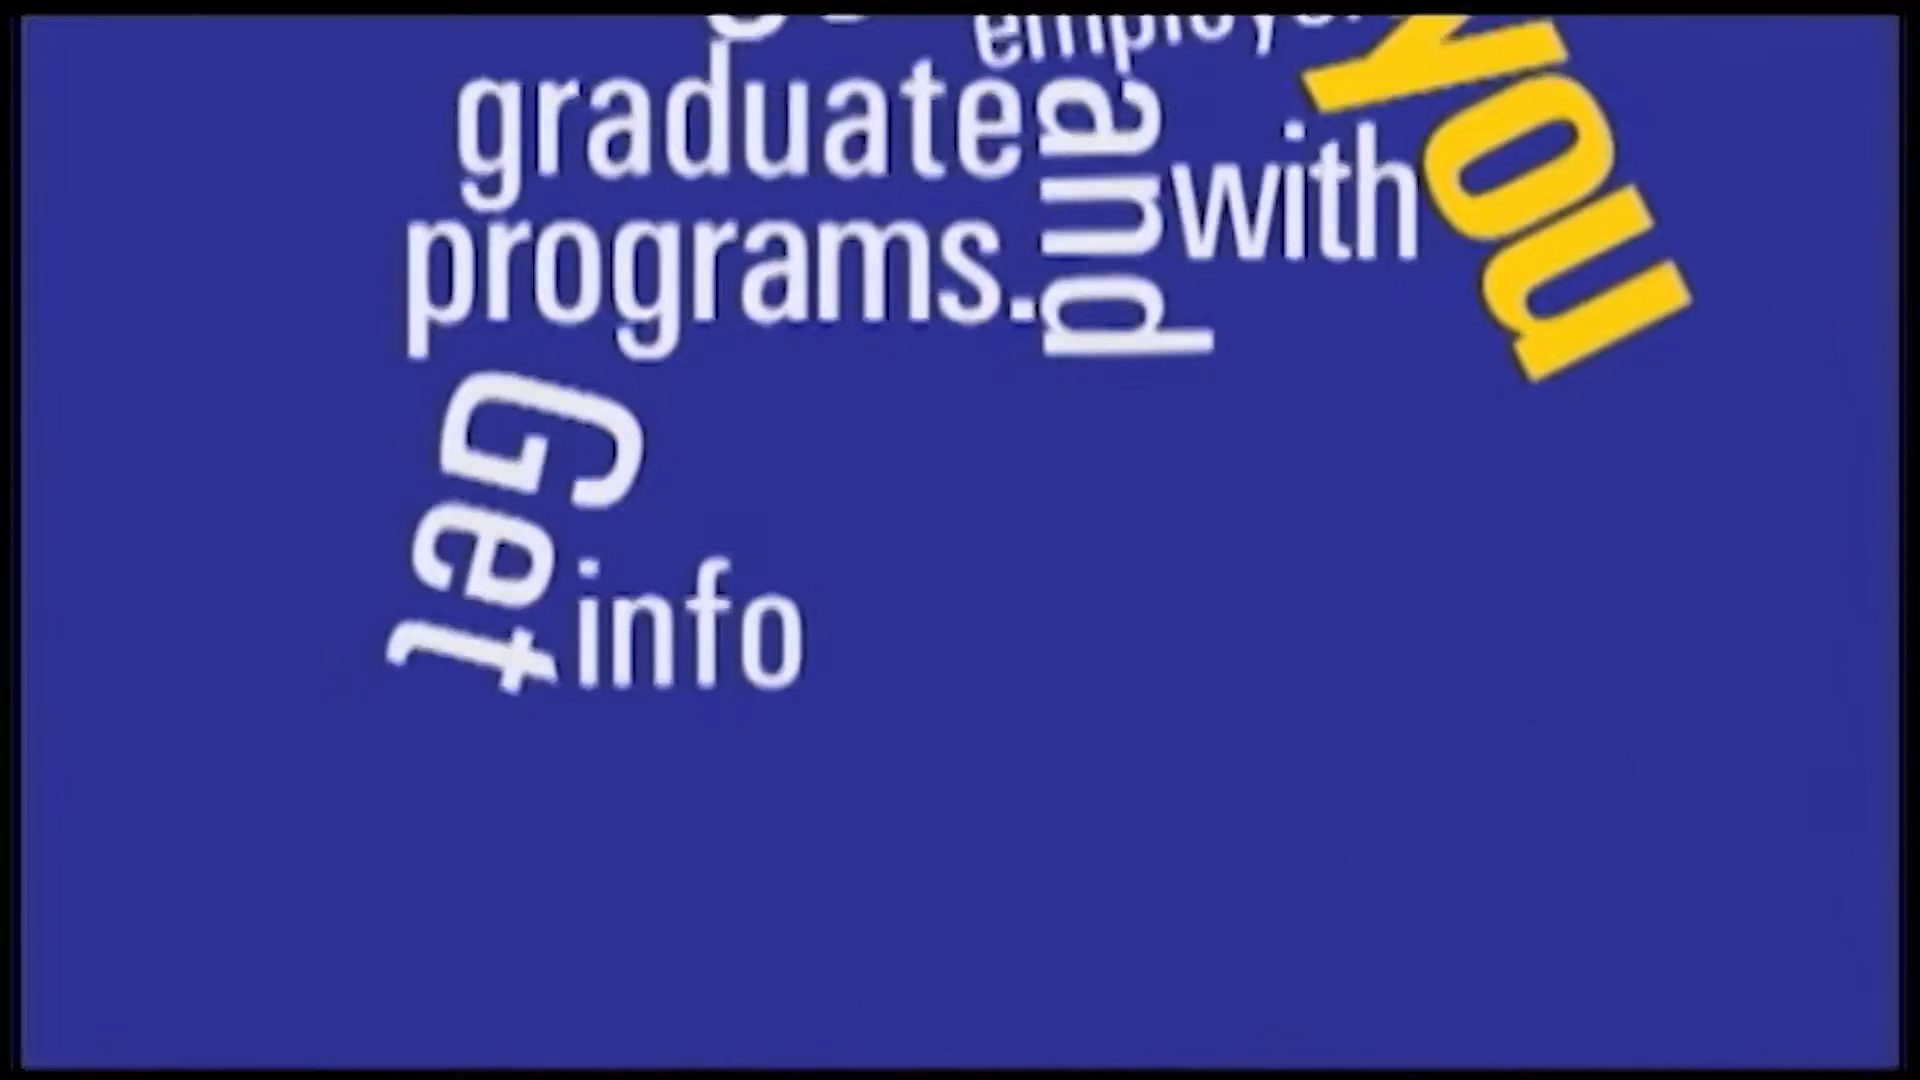 you
with
and
graduate
programs.
Get
info